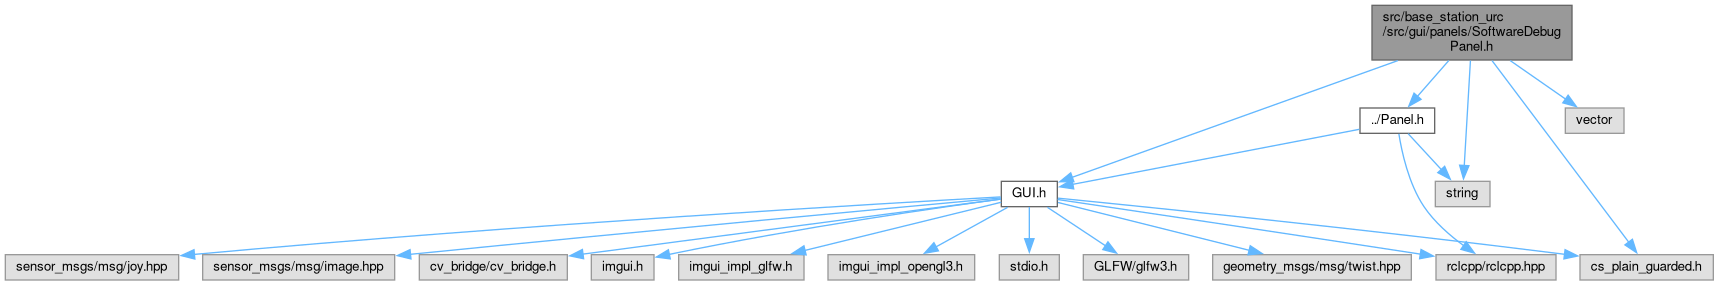 src/base_station_urc
/src/gui/panels/SoftwareDebug
Panel.h
../Panel.h
vector
GUI.h
string
sensor_msgs/msg/joy.hpp
sensor_msgs/msg/image.hpp
cv_bridge/cv_bridge.h
imgui.h
imgui_impl_glfw.h
imgui_impl_opengl3.h
stdio.h
GLFW/glfw3.h
geometry_msgs/msg/twist.hpp
rclcpp/rclcpp.hpp
cs_plain_guarded.h